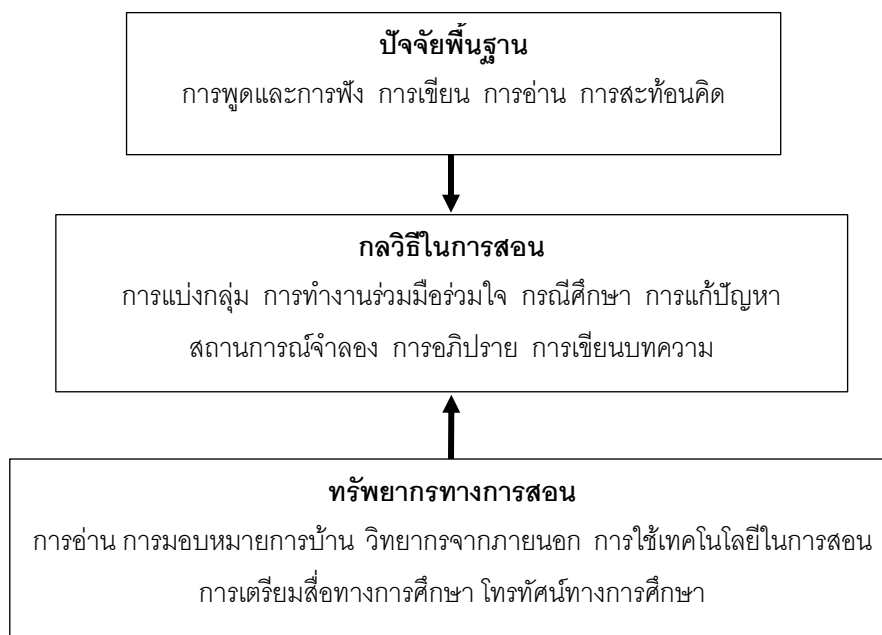 ปัจจัยพื้นฐาน
การพูดและการฟัง การเขียน การอ่าน การสะท้อนคิด
กลวิธีในการสอน
การแบ่งกลุ่ม การทำงานร่วมมือร่วมใจ กรณีศึกษา การแก้ปัญหา
สถานการณ์จำลอง การอภิปราย การเขียนบทความ
ทรัพยากรทางการสอน
การอ่าน การมอบหมายการบ้าน วิทยากรจากภายนอก การใช้เทคโนโลยีในการสอน
การเตรียมสื่อทางการศึกษา โทรทัศน์ทางการศึกษา